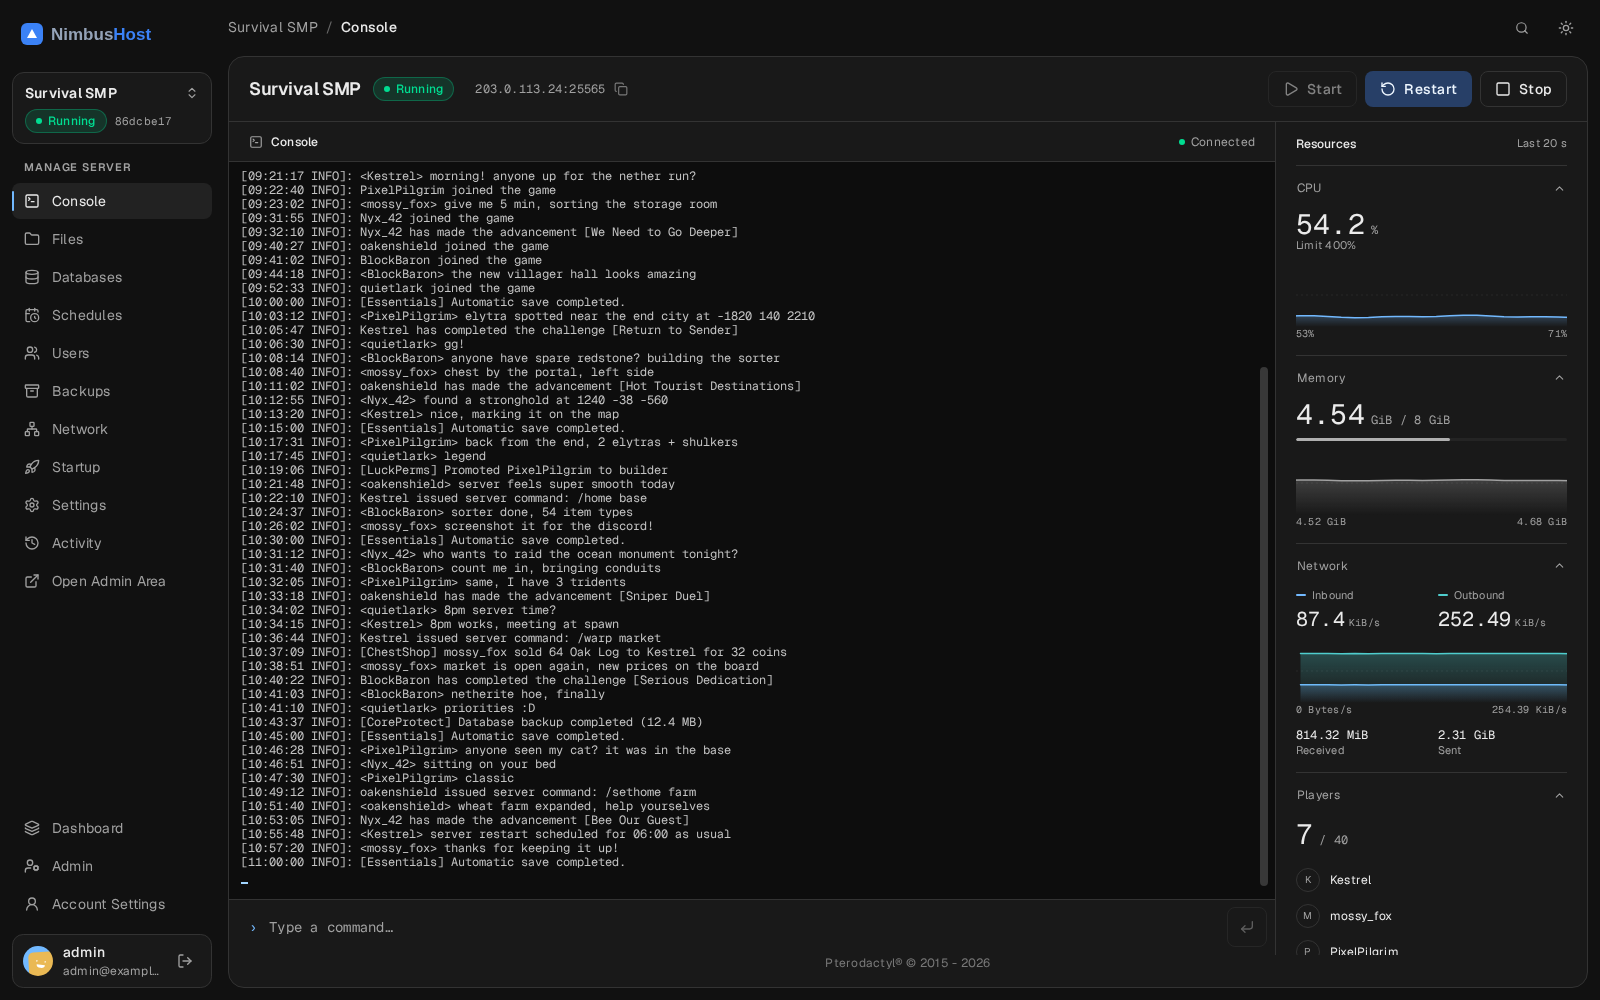 NimbusHost
Survival SMP
Running
86dcbe17
MANAGE SERVER
Console
Files
Databases
Schedules
Users
Backups
Network
Startup
Settings
Activity
Open Admin Area
Dashboard
Admin
Account Settings
admin
admin@exampl…
Survival SMP / Console
Survival SMP
Running
203.0.113.24:25565
Start
Restart
Stop
Console
Connected
[09:21:17 INFO]: <Kestrel> morning! anyone up for the nether run?
[09:22:40 INFO]: PixelPilgrim joined the game
[09:23:02 INFO]: <mossy_fox> give me 5 min, sorting the storage room
[09:31:55 INFO]: Nyx_42 joined the game
[09:32:10 INFO]: Nyx_42 has made the advancement [We Need to Go Deeper]
[09:40:27 INFO]: oakenshield joined the game
[09:41:02 INFO]: BlockBaron joined the game
[09:44:18 INFO]: <BlockBaron> the new villager hall looks amazing
[09:52:33 INFO]: quietlark joined the game
[10:00:00 INFO]: [Essentials] Automatic save completed.
[10:03:12 INFO]: <PixelPilgrim> elytra spotted near the end city at -1820 140 2210
[10:05:47 INFO]: Kestrel has completed the challenge [Return to Sender]
[10:06:30 INFO]: <quietlark> gg!
[10:08:14 INFO]: <BlockBaron> anyone have spare redstone? building the sorter
[10:08:40 INFO]: <mossy_fox> chest by the portal, left side
[10:11:02 INFO]: oakenshield has made the advancement [Hot Tourist Destinations]
[10:12:55 INFO]: <Nyx_42> found a stronghold at 1240 -38 -560
[10:13:20 INFO]: <Kestrel> nice, marking it on the map
[10:15:00 INFO]: [Essentials] Automatic save completed.
[10:17:31 INFO]: <PixelPilgrim> back from the end, 2 elytras + shulkers
[10:17:45 INFO]: <quietlark> legend
[10:19:06 INFO]: [LuckPerms] Promoted PixelPilgrim to builder
[10:21:48 INFO]: <oakenshield> server feels super smooth today
[10:22:10 INFO]: Kestrel issued server command: /home base
[10:24:37 INFO]: <BlockBaron> sorter done, 54 item types
[10:26:02 INFO]: <mossy_fox> screenshot it for the discord!
[10:30:00 INFO]: [Essentials] Automatic save completed.
[10:31:12 INFO]: <Nyx_42> who wants to raid the ocean monument tonight?
[10:31:40 INFO]: <BlockBaron> count me in, bringing conduits
[10:32:05 INFO]: <PixelPilgrim> same, I have 3 tridents
[10:33:18 INFO]: oakenshield has made the advancement [Sniper Duel]
[10:34:02 INFO]: <quietlark> 8pm server time?
[10:34:15 INFO]: <Kestrel> 8pm works, meeting at spawn
[10:36:44 INFO]: Kestrel issued server command: /warp market
[10:37:09 INFO]: [ChestShop] mossy_fox sold 64 Oak Log to Kestrel for 32 coins
[10:38:51 INFO]: <mossy_fox> market is open again, new prices on the board
[10:40:22 INFO]: BlockBaron has completed the challenge [Serious Dedication]
[10:41:03 INFO]: <BlockBaron> netherite hoe, finally
[10:41:10 INFO]: <quietlark> priorities :D
[10:43:37 INFO]: [CoreProtect] Database backup completed (12.4 MB)
[10:45:00 INFO]: [Essentials] Automatic save completed.
[10:46:28 INFO]: <PixelPilgrim> anyone seen my cat? it was in the base
[10:46:51 INFO]: <Nyx_42> sitting on your bed
[10:47:30 INFO]: <PixelPilgrim> classic
[10:49:12 INFO]: oakenshield issued server command: /sethome farm
[10:51:40 INFO]: <oakenshield> wheat farm expanded, help yourselves
[10:53:05 INFO]: Nyx_42 has made the advancement [Bee Our Guest]
[10:55:48 INFO]: <Kestrel> server restart scheduled for 06:00 as usual
[10:57:20 INFO]: <mossy_fox> thanks for keeping it up!
[11:00:00 INFO]: [Essentials] Automatic save completed.
› Type a command…
Pterodactyl® © 2015 - 2026
Resources
Last 20 s
CPU
54.2 %
Limit 400%
53%
71%
Memory
4.54 GiB / 8 GiB
4.52 GiB
4.68 GiB
Network
Inbound
Outbound
87.4 KiB/s
252.49 KiB/s
0 Bytes/s
254.39 KiB/s
814.32 MiB
2.31 GiB
Received
Sent
Players
7 / 40
K Kestrel
M mossy_fox
P PixelPilgrim